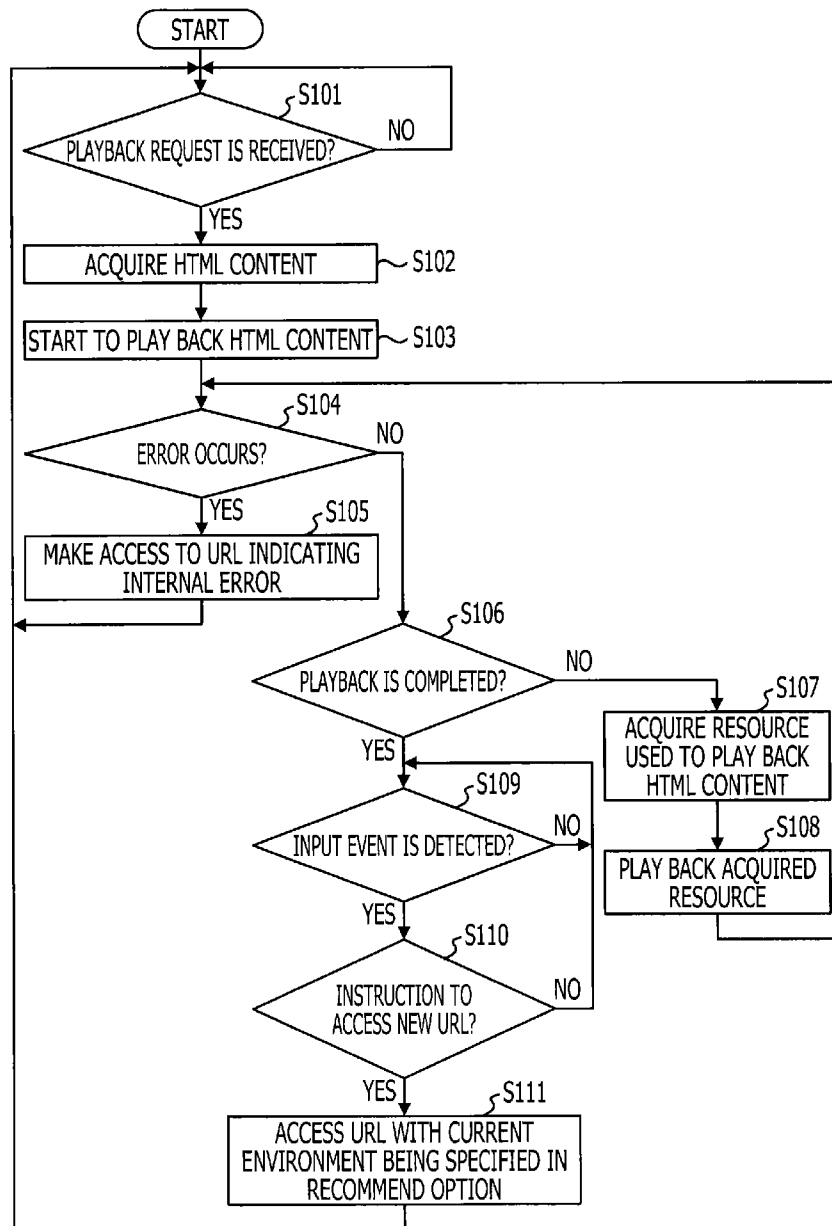 START
S101
PLAYBACK REQUEST IS RECEIVED?
NO
YES
ACQUIRE HTML CONTENT
S102
START TO PLAY BACK HTML CONTENT
S103
S104
NO
ERROR OCCURS?
YES
S105
MAKE ACCESS TO URL INDICATING
INTERNAL ERROR
S106
NO
PLAYBACK IS COMPLETED?
S107
ACQUIRE RESOURCE
USED TO PLAY BACK
HTML CONTENT
YES
S109
NO
INPUT EVENT IS DETECTED?
S108
PLAY BACK ACQUIRED
RESOURCE
YES
S110
NO
INSTRUCTION TO
ACCESS NEW URL?
YES
S111
ACCESS URL WITH CURRENT
ENVIRONMENT BEING SPECIFIED IN
RECOMMEND OPTION